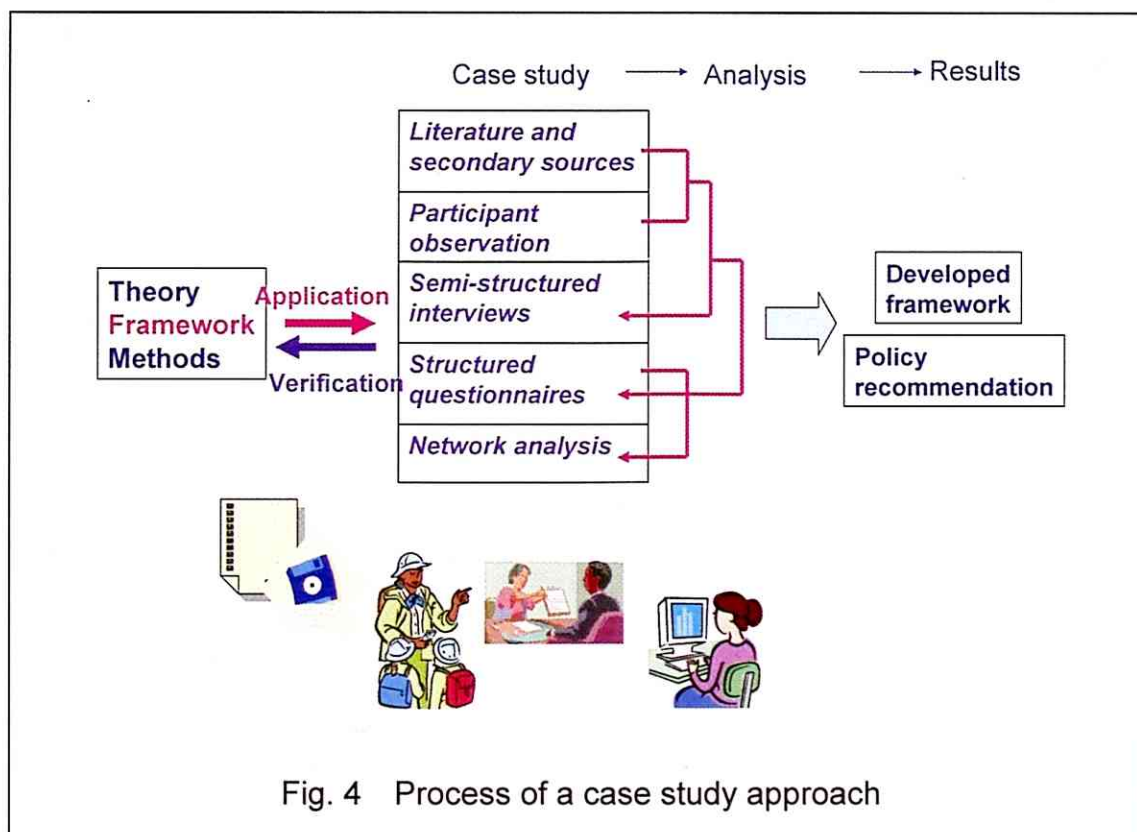 Case study Analysis Results
Literature and
secondary sources
Participant
observation
Semi-structured
interviews
Structured
questionnaires
Network analysis
Theory
Framework
Methods
Application
Verification
Developed
framework
Policy
recommendation
Fig. 4 Process of a case study approach